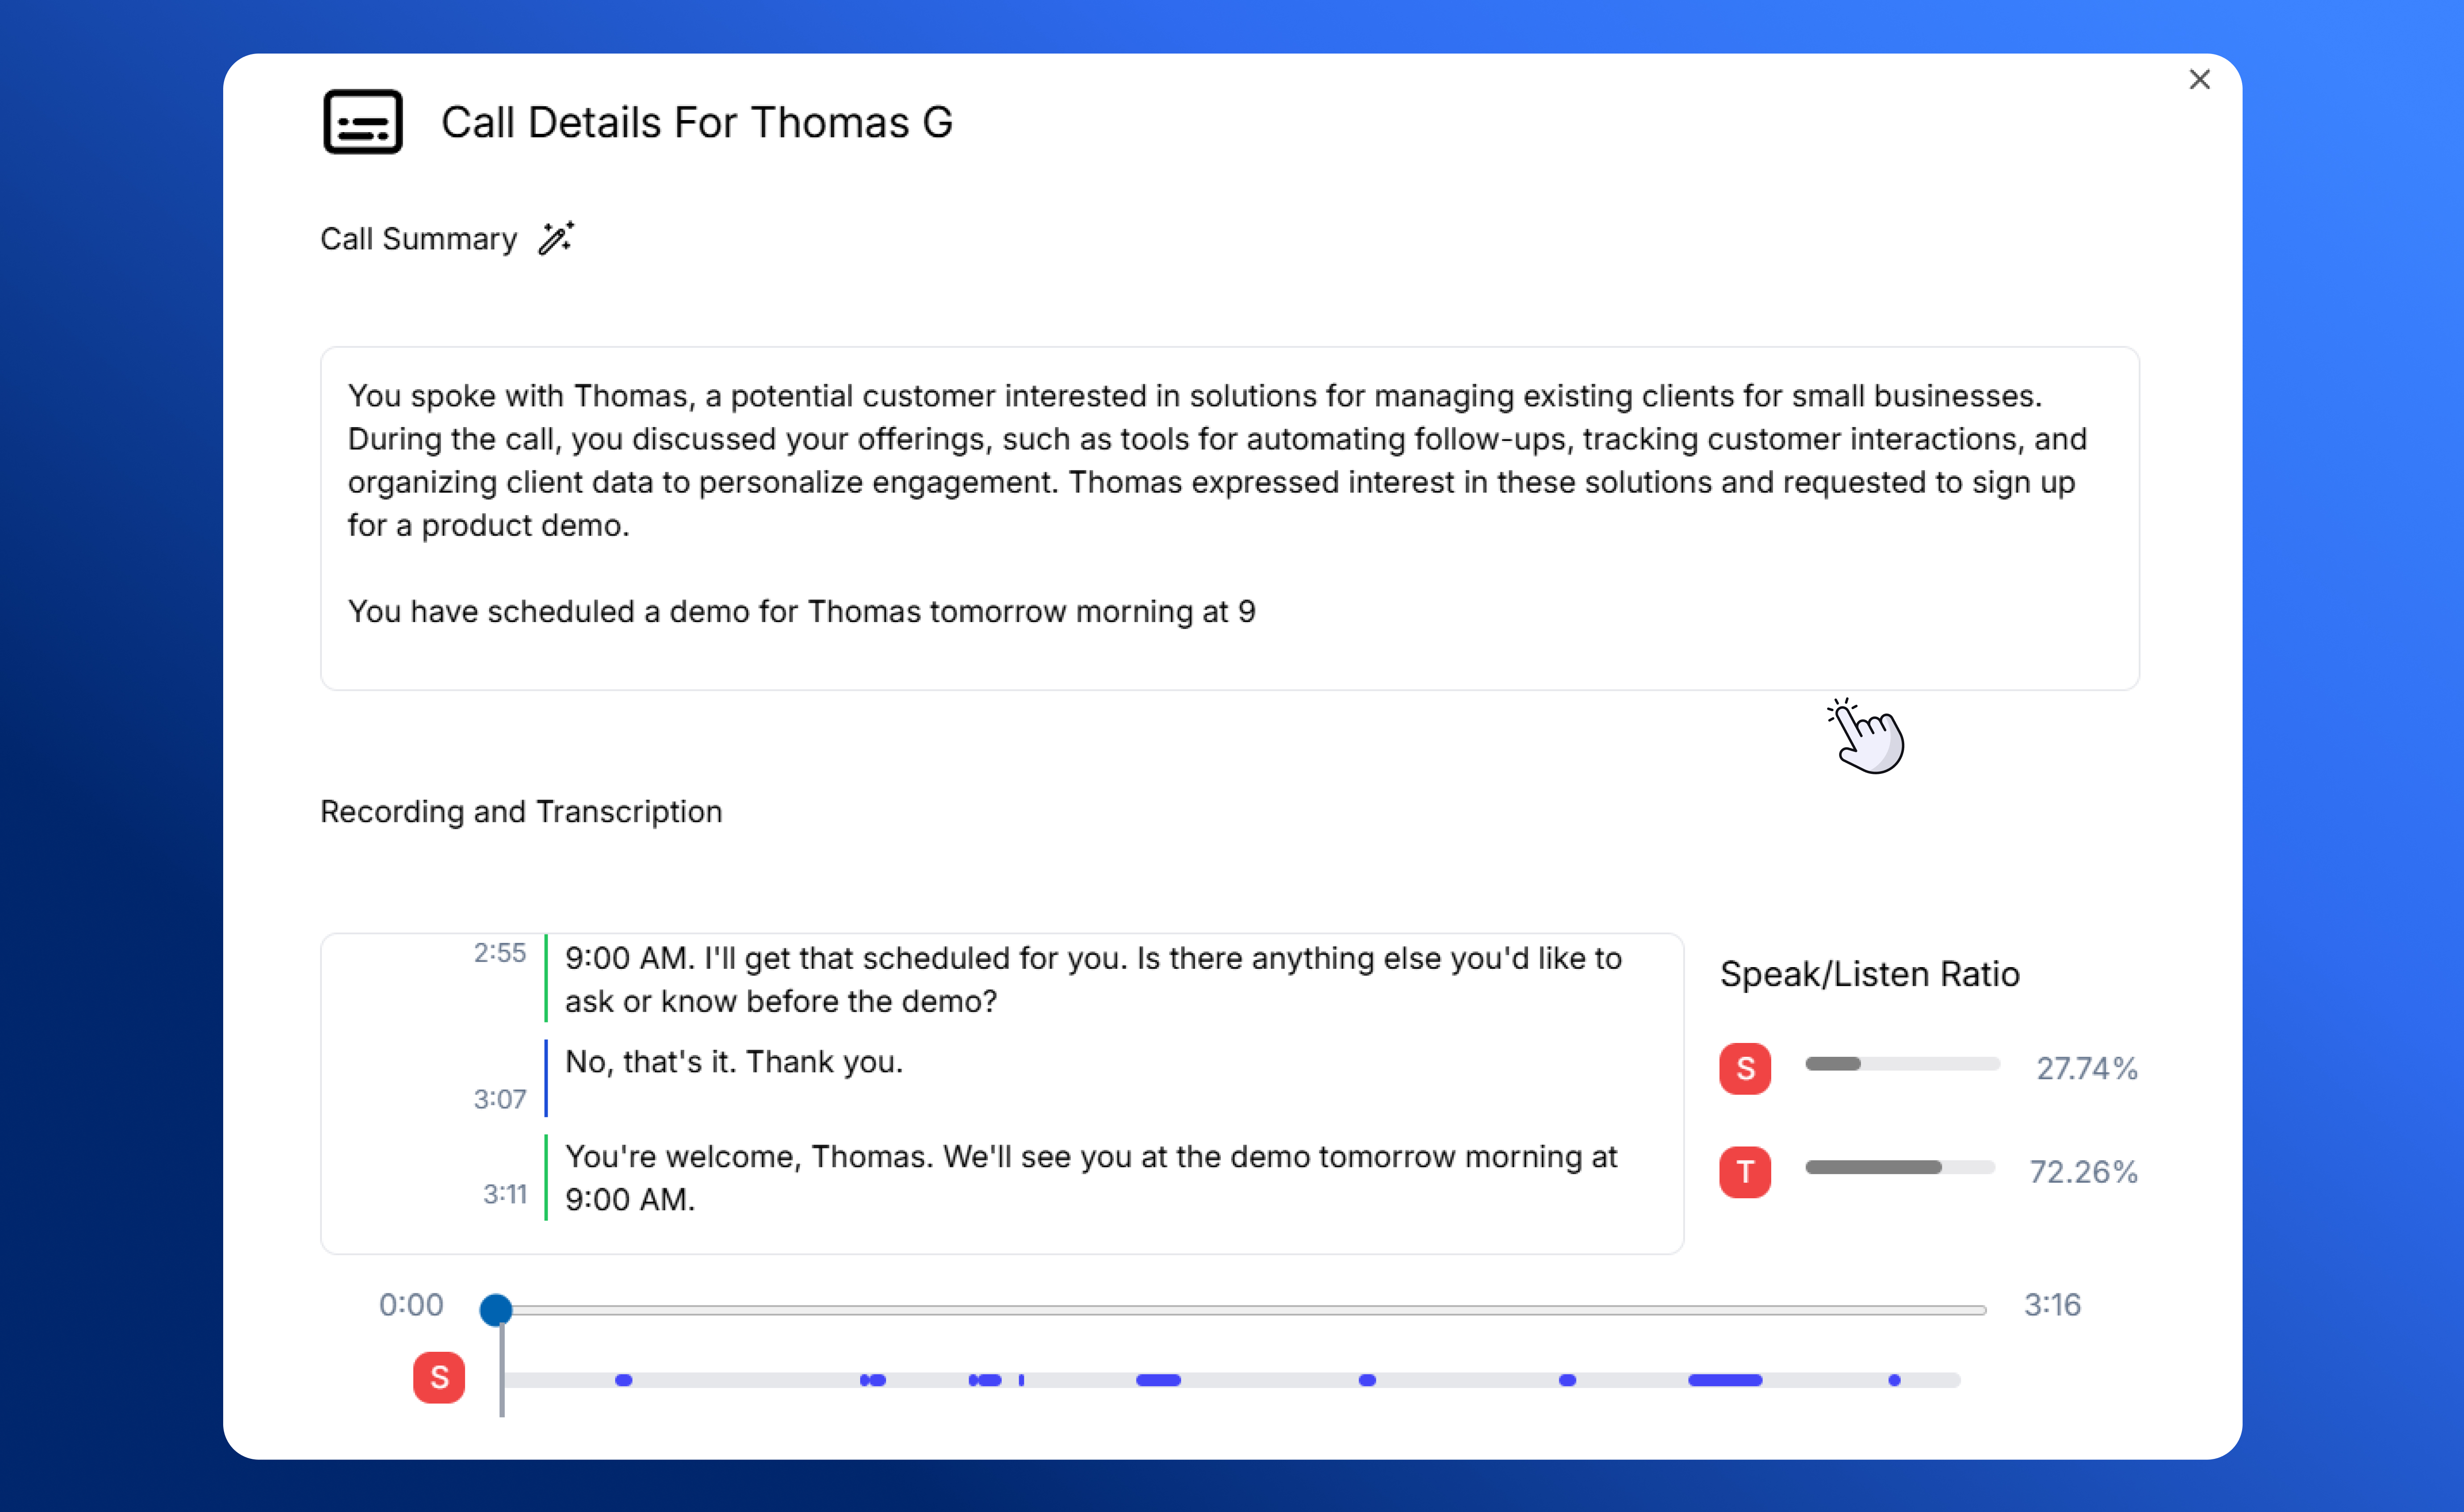 Call Details For Thomas G
Call Summary
You spoke with Thomas, a potential customer interested in solutions for managing existing clients for small businesses.
During the call, you discussed your offerings, such as tools for automating follow-ups, tracking customer interactions, and
organizing client data to personalize engagement. Thomas expressed interest in these solutions and requested to sign up
for a product demo.
You have scheduled a demo for Thomas tomorrow morning at 9
Recording and Transcription
2:55
9:00 AM. I'll get that scheduled for you. Is there anything else you'd like to
ask or know before the demo?
No, that's it. Thank you.
3:07
You're welcome, Thomas. We'll see you at the demo tomorrow morning at
3:11
9:00 AM.
Speak/Listen Ratio
S 27.74%
T 72.26%
0:00 3:16
S